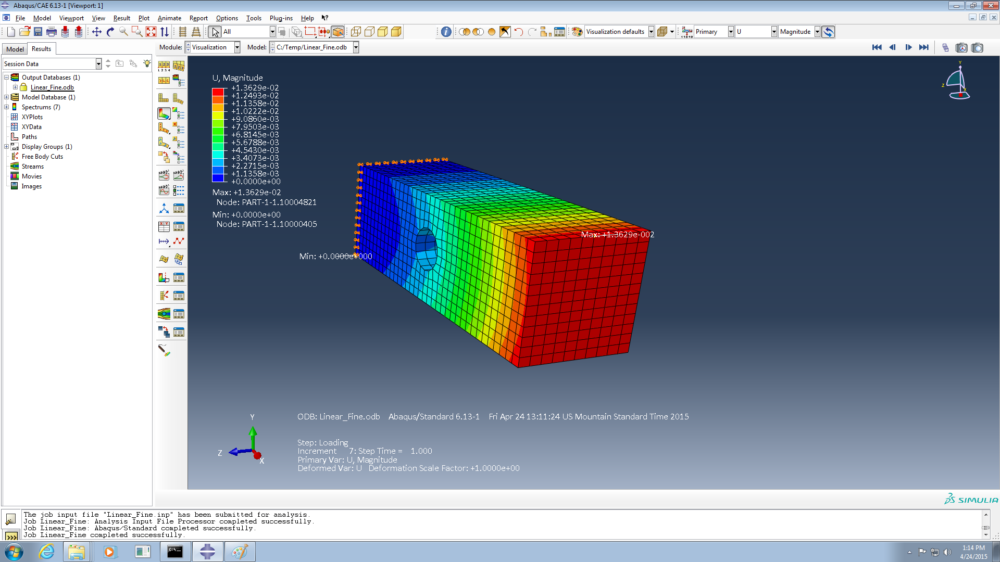 Abaqus/CAE 6.13-1 [Viewport: 1]
File Model Viewport View Result Plot Animate Report Options Tools Plug-ins Help
All
Visualization defaults
Primary
U
Magnitude
Model Results
Module: Visualization Model: C:/Temp/Linear_Fine.odb
Session Data
Output Databases (1)
Linear_Fine.odb
Model Database (1)
Spectrums (7)
XYPlots
XYData
Paths
Display Groups (1)
Free Body Cuts
Streams
Movies
Images
U, Magnitude
+1.3629e-02
+1.2493e-02
+1.1358e-02
+1.0222e-02
+9.0860e-03
+7.9503e-03
+6.8145e-03
+5.6788e-03
+4.5430e-03
+3.4073e-03
+2.2715e-03
+1.1358e-03
+0.0000e+00
Max: +1.3629e-02
Node: PART-1-1.10004821
Min: +0.0000e+00
Node: PART-1-1.10000405
Max: +1.3629e-002
Min: +0.0000e+000
Y
Z
X
Y
Z
X
ODB: Linear_Fine.odb Abaqus/Standard 6.13-1 Fri Apr 24 13:11:24 US Mountain Standard Time 2015
Step: Loading
Increment 7: Step Time = 1.000
Primary Var: U, Magnitude
Deformed Var: U Deformation Scale Factor: +1.0000e+00
SIMULIA
The job input file "Linear_Fine.inp" has been submitted for analysis.
Job Linear_Fine: Analysis Input File Processor completed successfully.
Job Linear_Fine: Abaqus/Standard completed successfully.
Job Linear_Fine completed successfully.
1:14 PM
4/24/2015